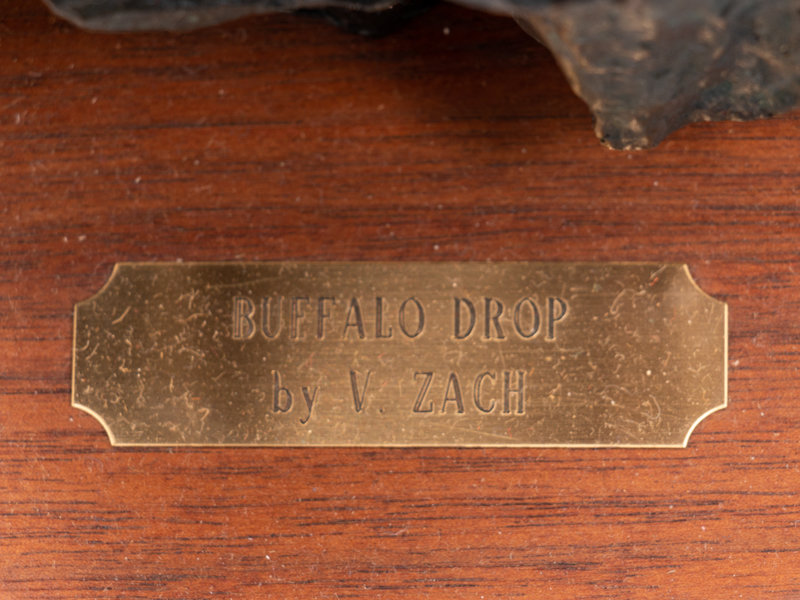 BUFFALO DROP
by V. ZACH